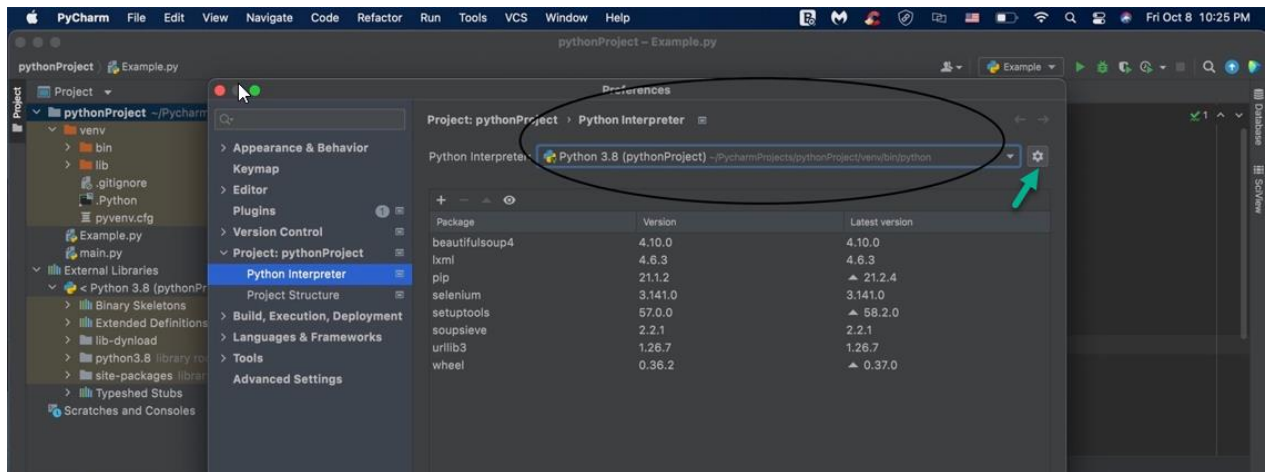 PyCharm File Edit View Navigate Code Refactor Run Tools VCS Window Help Fri Oct 8 10:25 PM
pythonProject – Example.py
pythonProject Example.py Example
Project Project
Preferences
pythonProject ~/Pycharm
venv
bin
lib
.gitignore
.Python
pyvenv.cfg
Example.py
main.py
External Libraries
< Python 3.8 (pythonPr
Binary Skeletons
Extended Definitions
lib-dynload
python3.8 library
site-packages
Typeshed Stubs
Scratches and Consoles
Appearance & Behavior
Keymap
Editor
Plugins 1
Version Control
Project: pythonProject
Python Interpreter
Project Structure
Build, Execution, Deployment
Languages & Frameworks
Tools
Advanced Settings
Project: pythonProject › Python Interpreter
Python Interpreter: Python 3.8 (pythonProject) ~/PycharmProjects/pythonProject/venv/bin/python
Package Version Latest version
beautifulsoup4 4.10.0 4.10.0
lxml 4.6.3 4.6.3
pip 21.1.2 21.2.4
selenium 3.141.0 3.141.0
setuptools 57.0.0 58.2.0
soupsieve 2.2.1 2.2.1
urllib3 1.26.7 1.26.7
wheel 0.36.2 0.37.0
1
Database
SciView